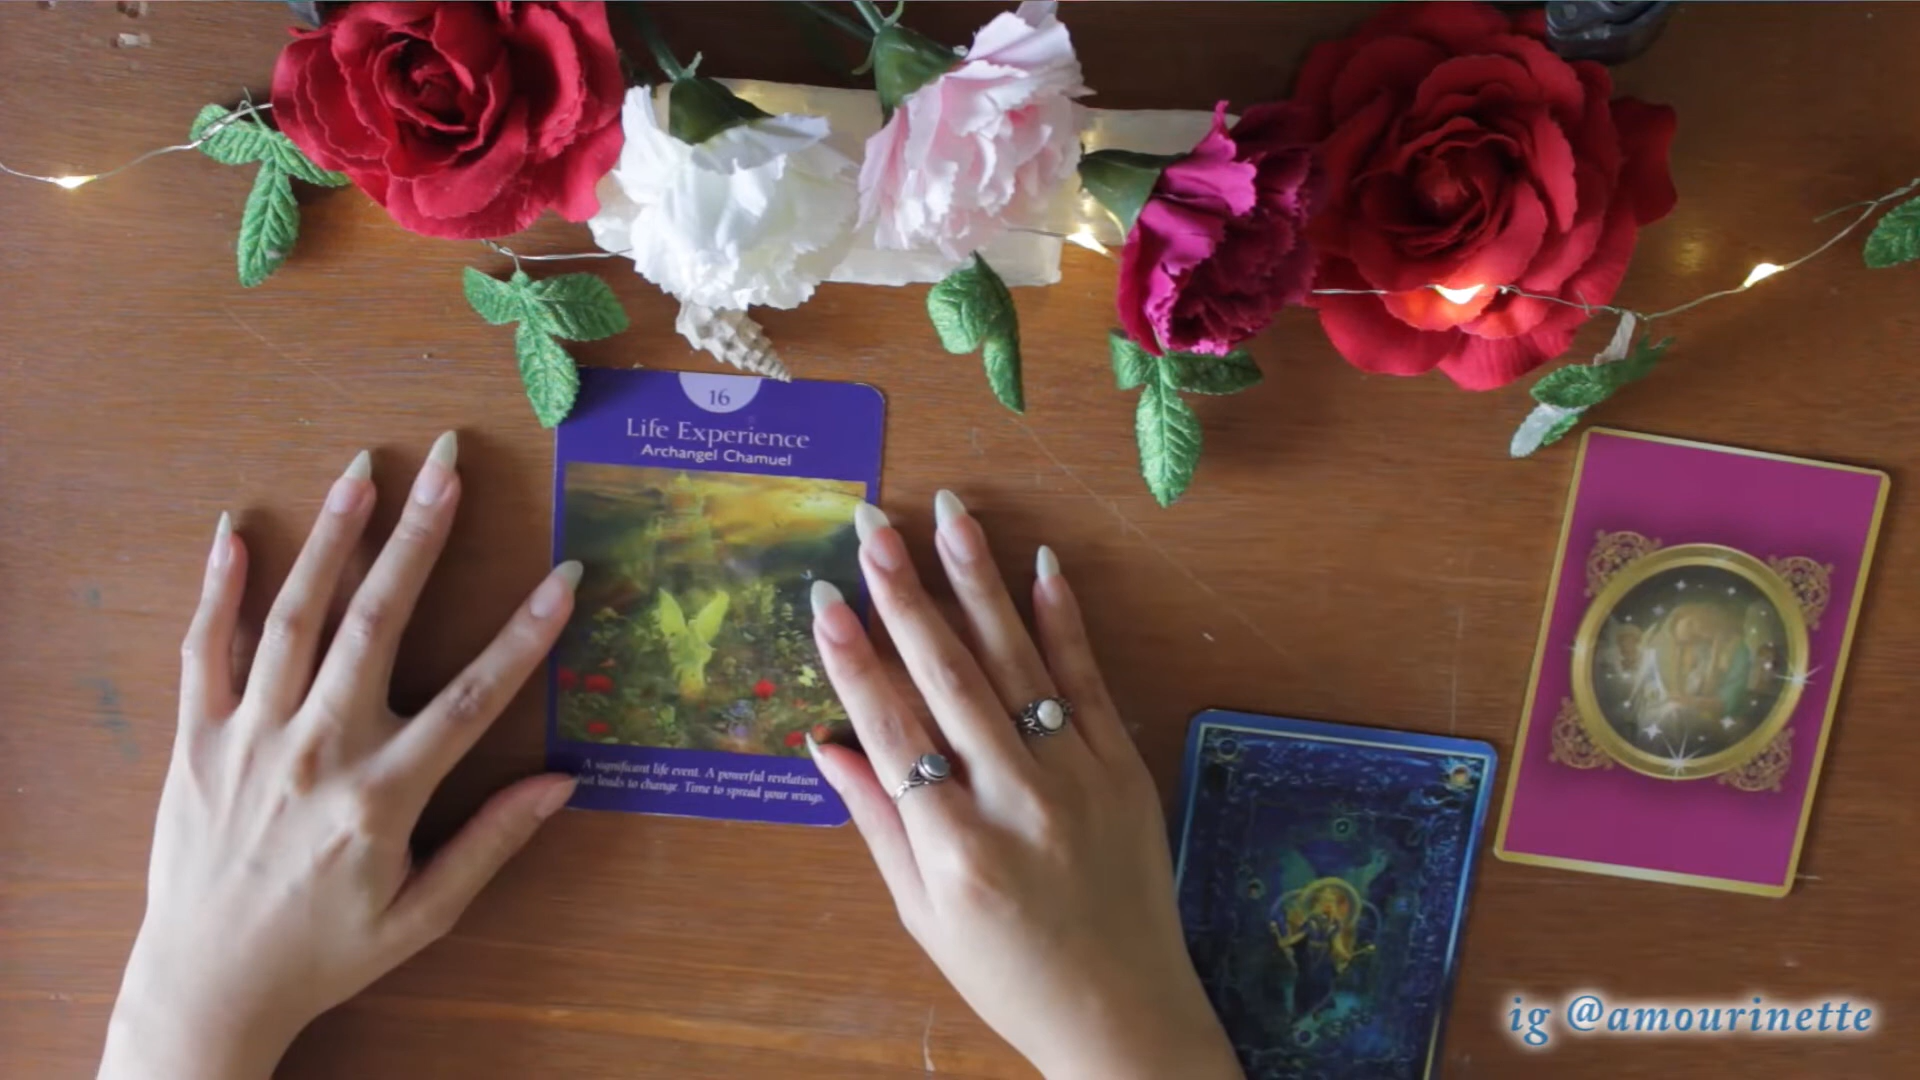 16
Life Experience
Archangel Chamuel
A significant life event. A powerful revelation
that leads to change. Time to spread your wings.
ig @amourinette